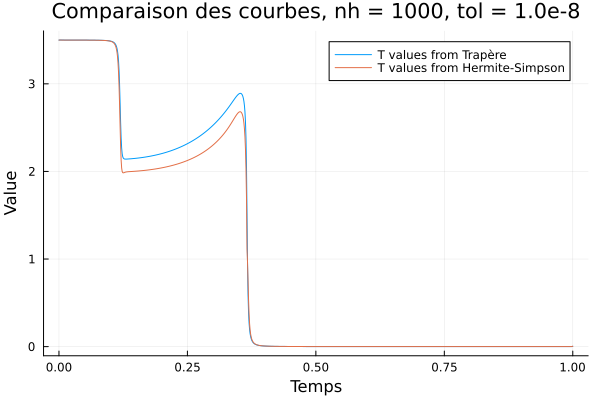 Comparaison des courbes, nh = 1000, tol = 1.0e-8
T values from Trapère
T values from Hermite-Simpson
Value
3
2
1
0
0.00 0.25 0.50 0.75 1.00
Temps